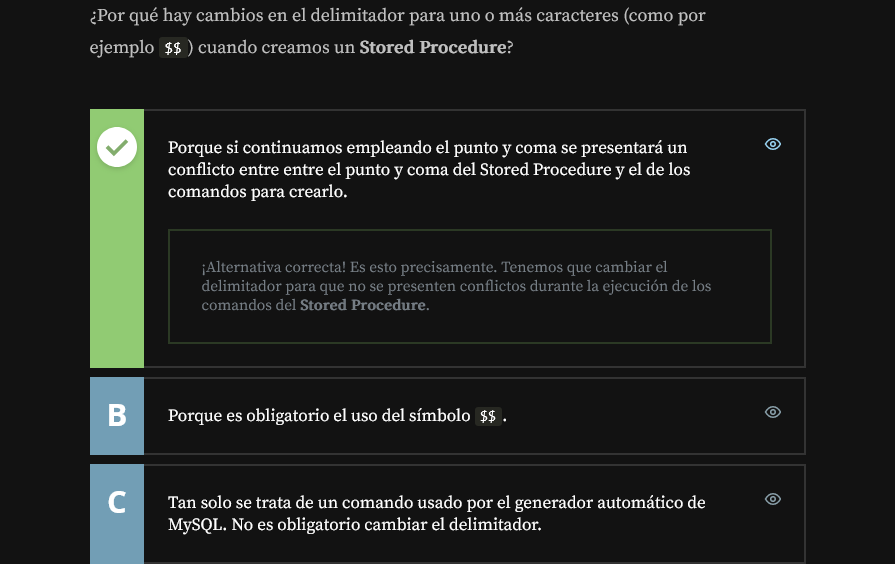 ¿Por qué hay cambios en el delimitador para uno o más caracteres (como por
ejemplo $$) cuando creamos un Stored Procedure?
Porque si continuamos empleando el punto y coma se presentará un
conflicto entre entre el punto y coma del Stored Procedure y el de los
comandos para crearlo.
¡Alternativa correcta! Es esto precisamente. Tenemos que cambiar el
delimitador para que no se presenten conflictos durante la ejecución de los
comandos del Stored Procedure.
B
Porque es obligatorio el uso del símbolo $$.
C
Tan solo se trata de un comando usado por el generador automático de
MySQL. No es obligatorio cambiar el delimitador.